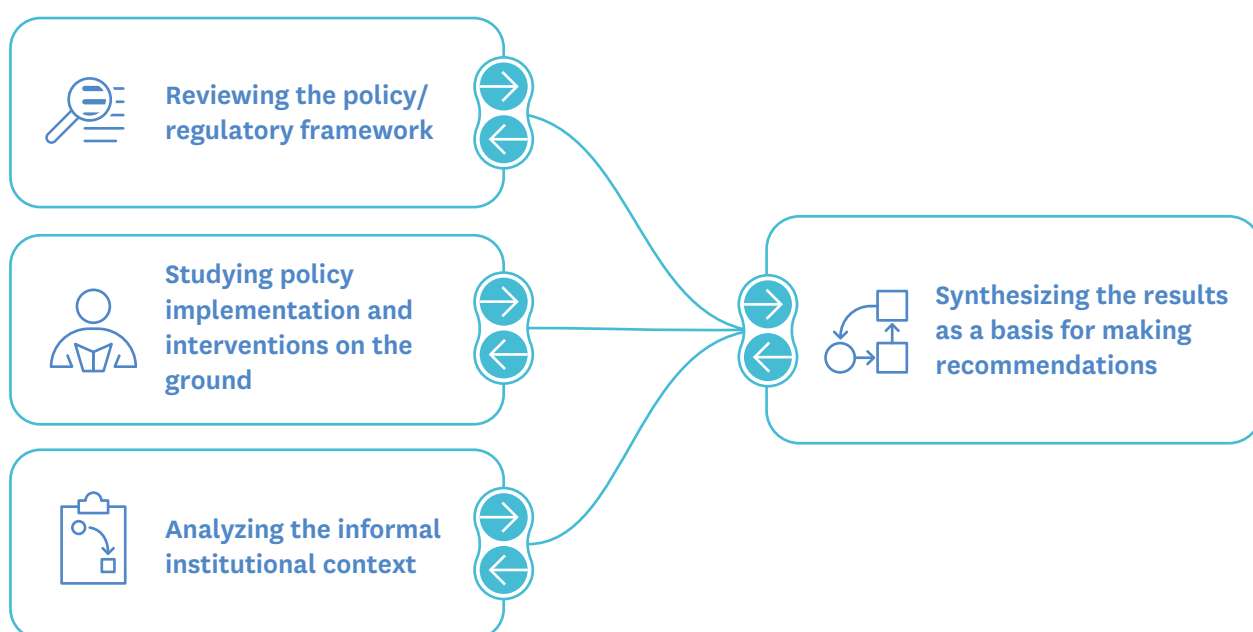 Reviewing the policy/
regulatory framework
Studying policy
implementation and
interventions on the
ground
Analyzing the informal
institutional context
Synthesizing the results
as a basis for making
recommendations